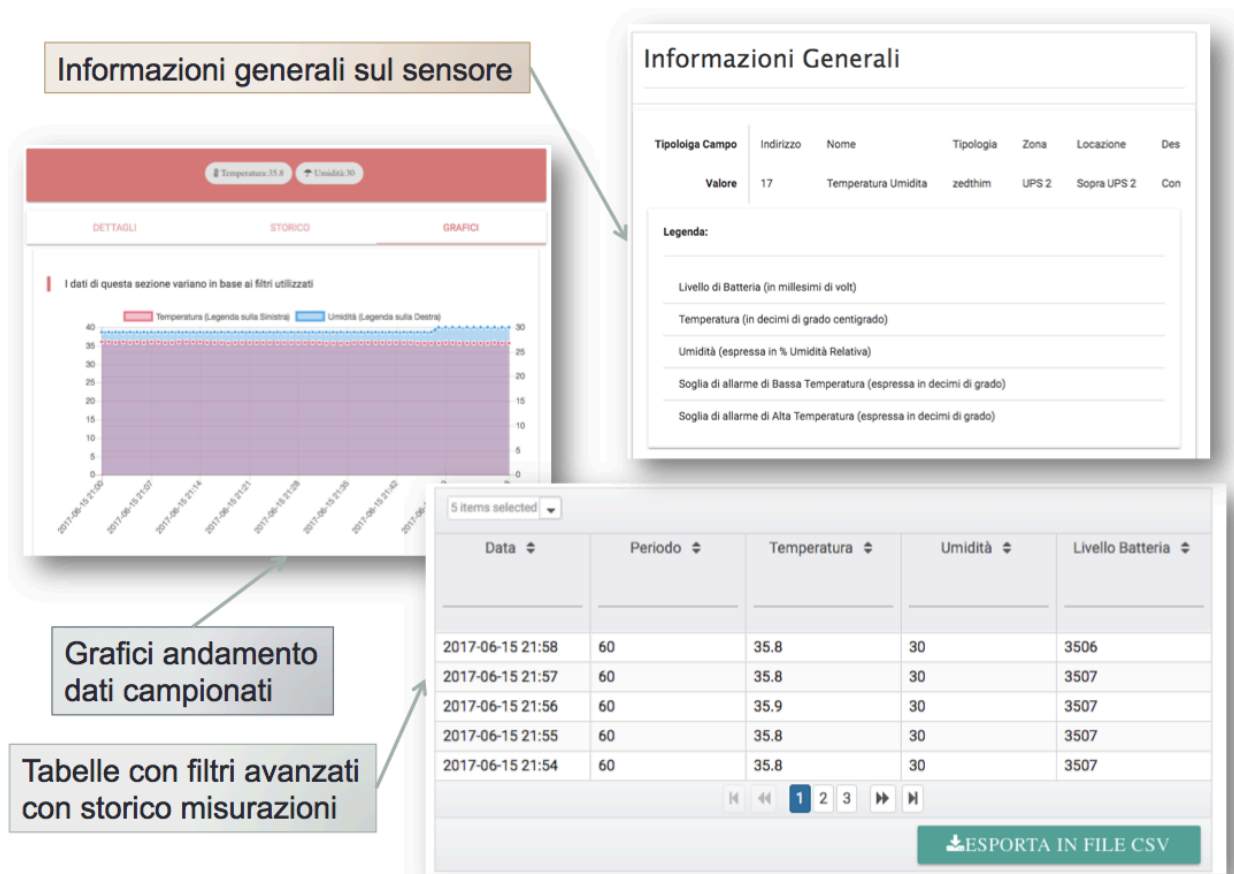 Informazioni generali sul sensore
Informazioni Generali
Tipoloiga Campo Indirizzo Nome Tipologia Zona Locazione Des
Valore 17 Temperatura Umidita zedthim UPS 2 Sopra UPS 2 Con
Legenda:
Livello di Batteria (in millesimi di volt)
Temperatura (in decimi di grado centigrado)
Umidità (espressa in % Umidità Relativa)
Soglia di allarme di Bassa Temperatura (espressa in decimi di grado)
Soglia di allarme di Alta Temperatura (espressa in decimi di grado)
Temperatura:35.8 Umidità:30
DETTAGLI STORICO GRAFICI
I dati di questa sezione variano in base ai filtri utilizzati
Temperatura (Legenda sulla Sinistra) Umidità (Legenda sulla Destra)
40 30
35
25
30
25 20
20
15
15
10
10
5
5
0 0
2017-06-15 21:00 2017-06-15 21:07 2017-06-15 21:14 2017-06-15 21:21 2017-06-15 21:28 2017-06-15 21:35 2017-06-15 21:42
Grafici andamento
dati campionati
Tabelle con filtri avanzati
con storico misurazioni
5 items selected
Data Periodo Temperatura Umidità Livello Batteria
2017-06-15 21:58 60 35.8 30 3506
2017-06-15 21:57 60 35.8 30 3507
2017-06-15 21:56 60 35.9 30 3507
2017-06-15 21:55 60 35.8 30 3507
2017-06-15 21:54 60 35.8 30 3507
1 2 3
ESPORTA IN FILE CSV